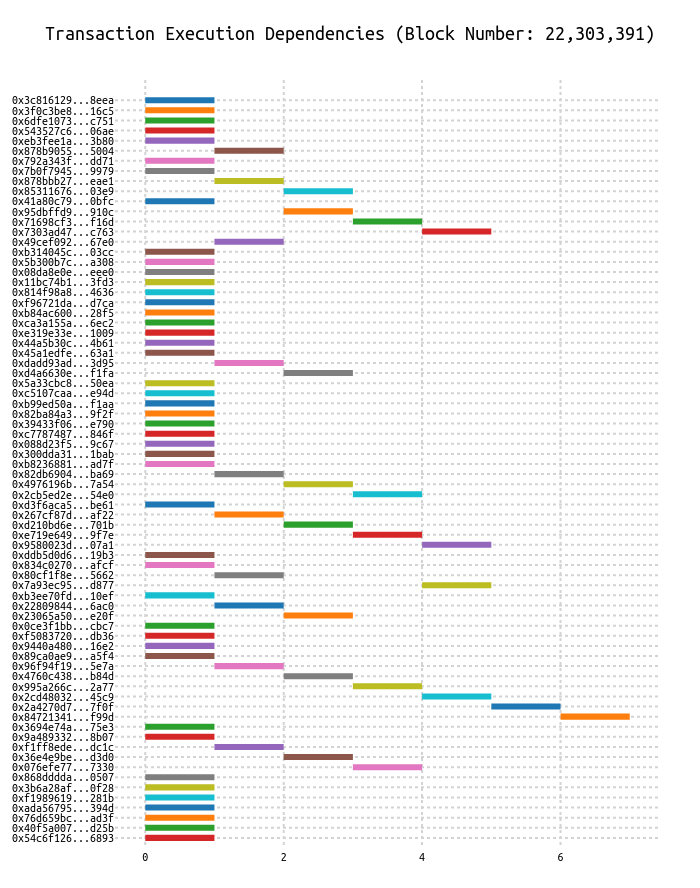 Transaction Execution Dependencies (Block Number: 22,303,391)
0x3c816129...8eea
0x3f0c3be8...16c5
0x6dfe1073...c751
0x543527c6...06ae
0xeb3fee1a...3b80
0x878b9055...5004
0x792a343f...dd71
0x7b0f7945...9979
0x878bbb27...eae1
0x85311676...03e9
0x41a80c79...0bfc
0x95dbffd9...910c
0x71698cf3...f16d
0x7303ad47...c763
0x49cef092...67e0
0xb314045c...03cc
0x5b300b7c...a308
0x08da8e0e...eee0
0x11bc74b1...3fd3
0x814f98a8...4636
0xf96721da...d7ca
0xb84ac600...28f5
0xca3a155a...6ec2
0xe319e33e...1009
0x44a5b30c...4b61
0x45a1edfe...63a1
0xdadd93ad...3d95
0xd4a6630e...f1fa
0x5a33cbc8...50ea
0xc5107caa...e94d
0xb99ed50a...f1aa
0x82ba84a3...9f2f
0x39433f06...e790
0xc7787487...846f
0x088d23f5...9c67
0x300dda31...1bab
0xb8236881...ad7f
0x82db6904...ba69
0x4976196b...7a54
0x2cb5ed2e...54e0
0xd3f6aca5...be61
0x267cf87d...af22
0xd210bd6e...701b
0xe719e649...9f7e
0x9580023d...07a1
0xddb5d0d6...19b3
0x834c0270...afcf
0x80cf1f8e...5662
0x7a93ec95...d877
0xb3ee70fd...10ef
0x22809844...6ac0
0x23065a50...e20f
0x0ce3f1bb...cbc7
0xf5083720...db36
0x9440a480...16e2
0x89ca0ae9...a5f4
0x96f94f19...5e7a
0x4760c438...b84d
0x995a266c...2a77
0x2cd48032...45c9
0x2a4270d7...7f0f
0x84721341...f99d
0x3694e74a...75e3
0x9a489332...8b07
0xf1ff8ede...dc1c
0x36e4e9be...d3d0
0x076efe77...7330
0x868dddda...0507
0x3b6a28af...0f28
0xf1989619...281b
0xada56795...394d
0x76d659bc...ad3f
0x40f5a007...d25b
0x54c6f126...6893
0 2 4 6